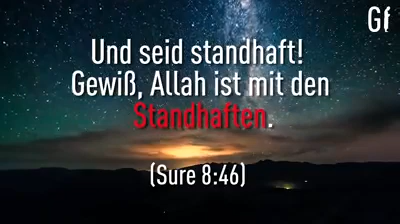 Gf
Und seid standhaft!
Gewiß, Allah ist mit den
Standhaften.
(Sure 8:46)